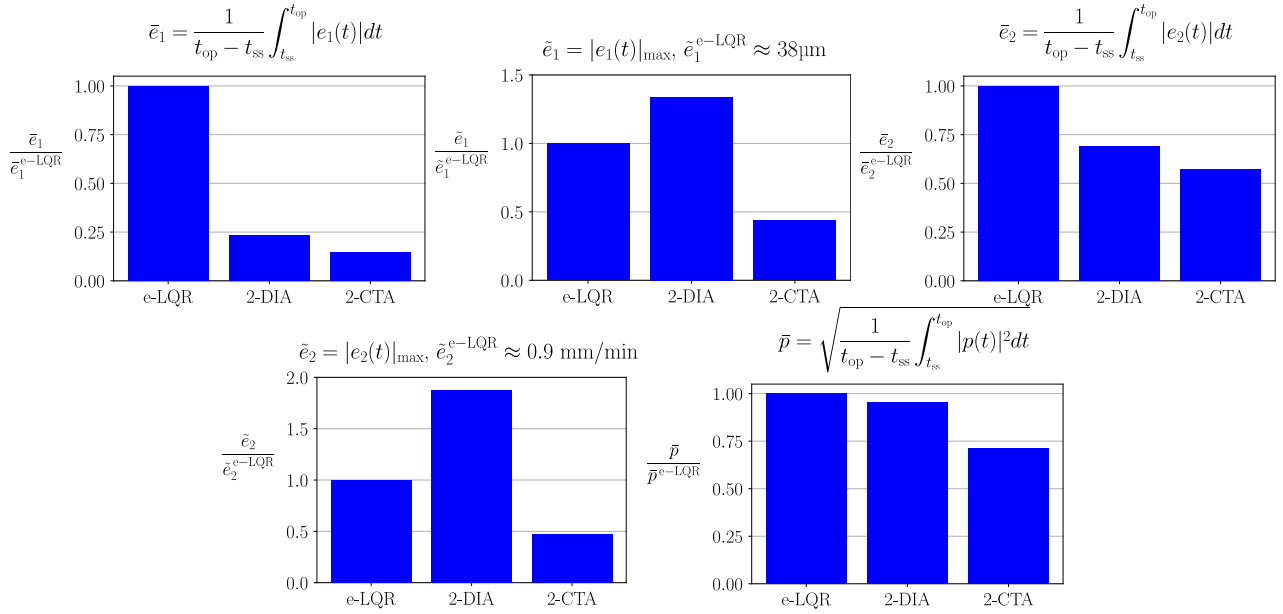 ē₁ = 1/(t_op − t_ss) ∫_{t_ss}^{t_op} |e₁(t)|dt
ē₁/ē₁^{e−LQR}
1.00
0.75
0.50
0.25
0.00
e-LQR 2-DIA 2-CTA
ẽ₁ = |e₁(t)|_max, ẽ₁^{e−LQR} ≈ 38µm
ẽ₁/ẽ₁^{e−LQR}
1.5
1.0
0.5
0.0
e-LQR 2-DIA 2-CTA
ē₂ = 1/(t_op − t_ss) ∫_{t_ss}^{t_op} |e₂(t)|dt
ē₂/ē₂^{e−LQR}
1.00
0.75
0.50
0.25
0.00
e-LQR 2-DIA 2-CTA
ẽ₂ = |e₂(t)|_max, ẽ₂^{e−LQR} ≈ 0.9 mm/min
ẽ₂/ẽ₂^{e−LQR}
2.0
1.5
1.0
0.5
0.0
e-LQR 2-DIA 2-CTA
p̄ = √(1/(t_op − t_ss) ∫_{t_ss}^{t_op} |p(t)|²dt)
p̄/p̄^{e−LQR}
1.00
0.75
0.50
0.25
0.00
e-LQR 2-DIA 2-CTA